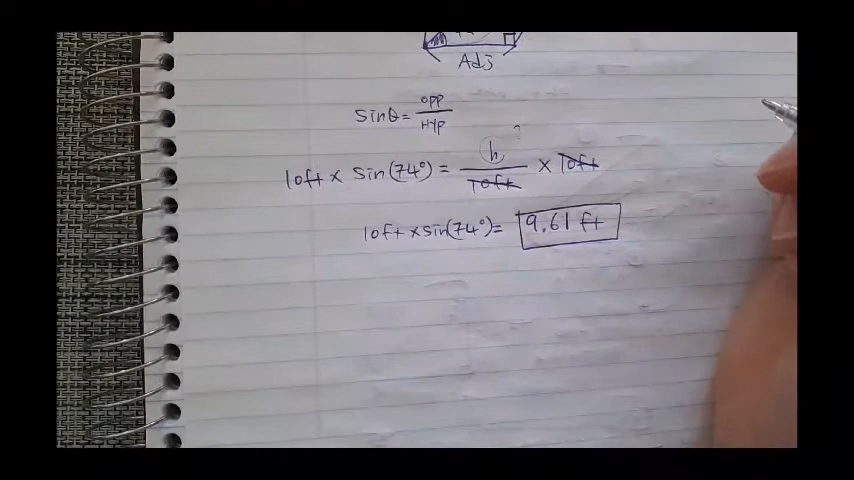 Adj
sinθ = opp/Hyp
10ft x sin(74°) = h/10ft x 10ft
?
10ft x sin(74°) = 9.61 ft